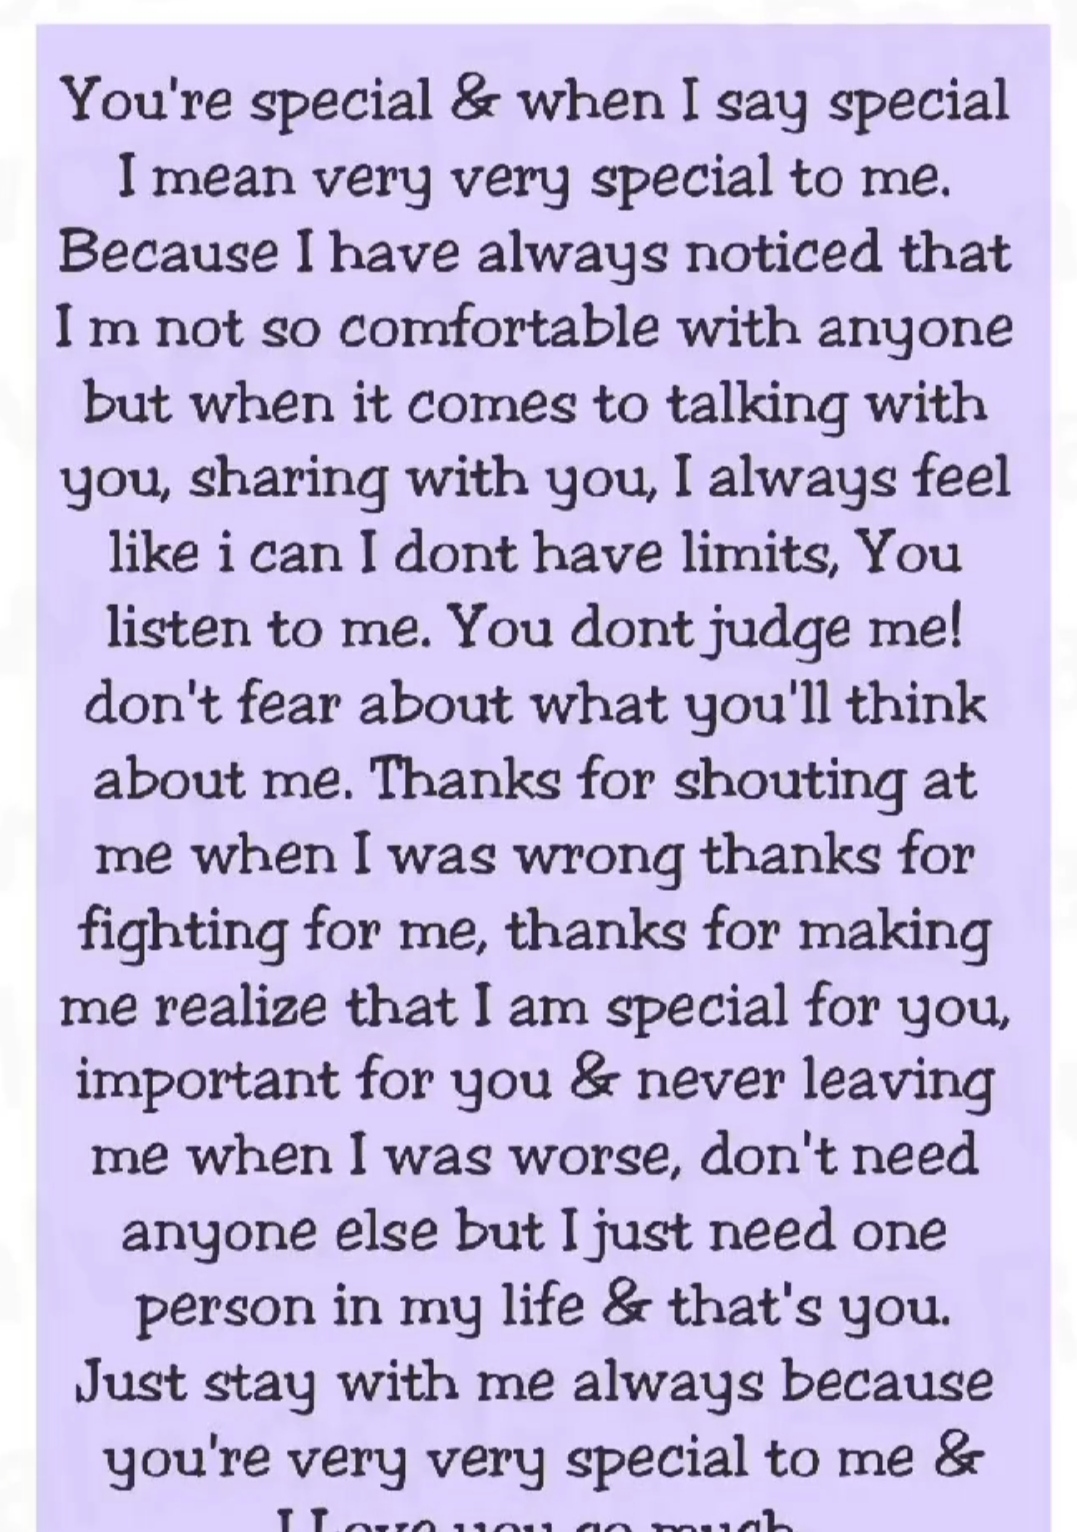 You're special & when I say special
I mean very very special to me.
Because I have always noticed that
I m not so comfortable with anyone
but when it comes to talking with
you, sharing with you, I always feel
like i can I dont have limits, You
listen to me. You dont judge me!
don't fear about what you'll think
about me. Thanks for shouting at
me when I was wrong thanks for
fighting for me, thanks for making
me realize that I am special for you,
important for you & never leaving
me when I was worse, don't need
anyone else but I just need one
person in my life & that's you.
Just stay with me always because
you're very very special to me &
I Love you so much